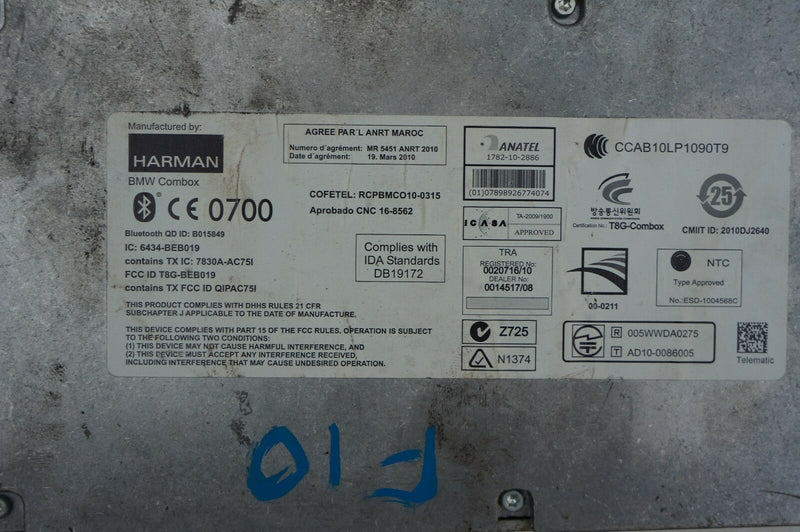 Manufactured by:
HARMAN
BMW Combox
CE 0700
Bluetooth QD ID: B015849
IC: 6434-BEB019
contains TX IC: 7830A-AC75I
FCC ID T8G-BEB019
contains TX FCC ID QIPAC75I
THIS PRODUCT COMPLIES WITH DHHS RULES 21 CFR
SUBCHAPTER J APPLICABLE TO THE DATE OF MANUFACTURE.
THIS DEVICE COMPLIES WITH PART 15 OF THE FCC RULES. OPERATION IS SUBJECT
TO THE FOLLOWING TWO CONDITIONS:
(1) THIS DEVICE MAY NOT CAUSE HARMFUL INTERFERENCE, AND
(2) THIS DEVICE MUST ACCEPT ANY INTERFERENCE RECEIVED,
INCLUDING INTERFERENCE THAT MAY CAUSE UNDESIRED OPERATION.
AGREE PAR'L ANRT MAROC
Numero d'agrément: MR 5451 ANRT 2010
Date d'agrément: 19. Mars 2010
COFETEL: RCPBMCO10-0315
Aprobado CNC 16-8562
Complies with
IDA Standards
DB19172
ANATEL
1782-10-2886
(01)07898926774074
ICASA
TA-2009/1900
APPROVED
TRA
REGISTERED No:
0020716/10
DEALER No:
0014517/08
Z725
N1374
CCAB10LP1090T9
방송통신위원회
Certification No.: T8G-Combox
25
CMIIT ID: 2010DJ2640
00-0211
NTC
Type Approved
No.:ESD-1004568C
R 005WWDA0275
T AD10-0086005
Telematic
F10